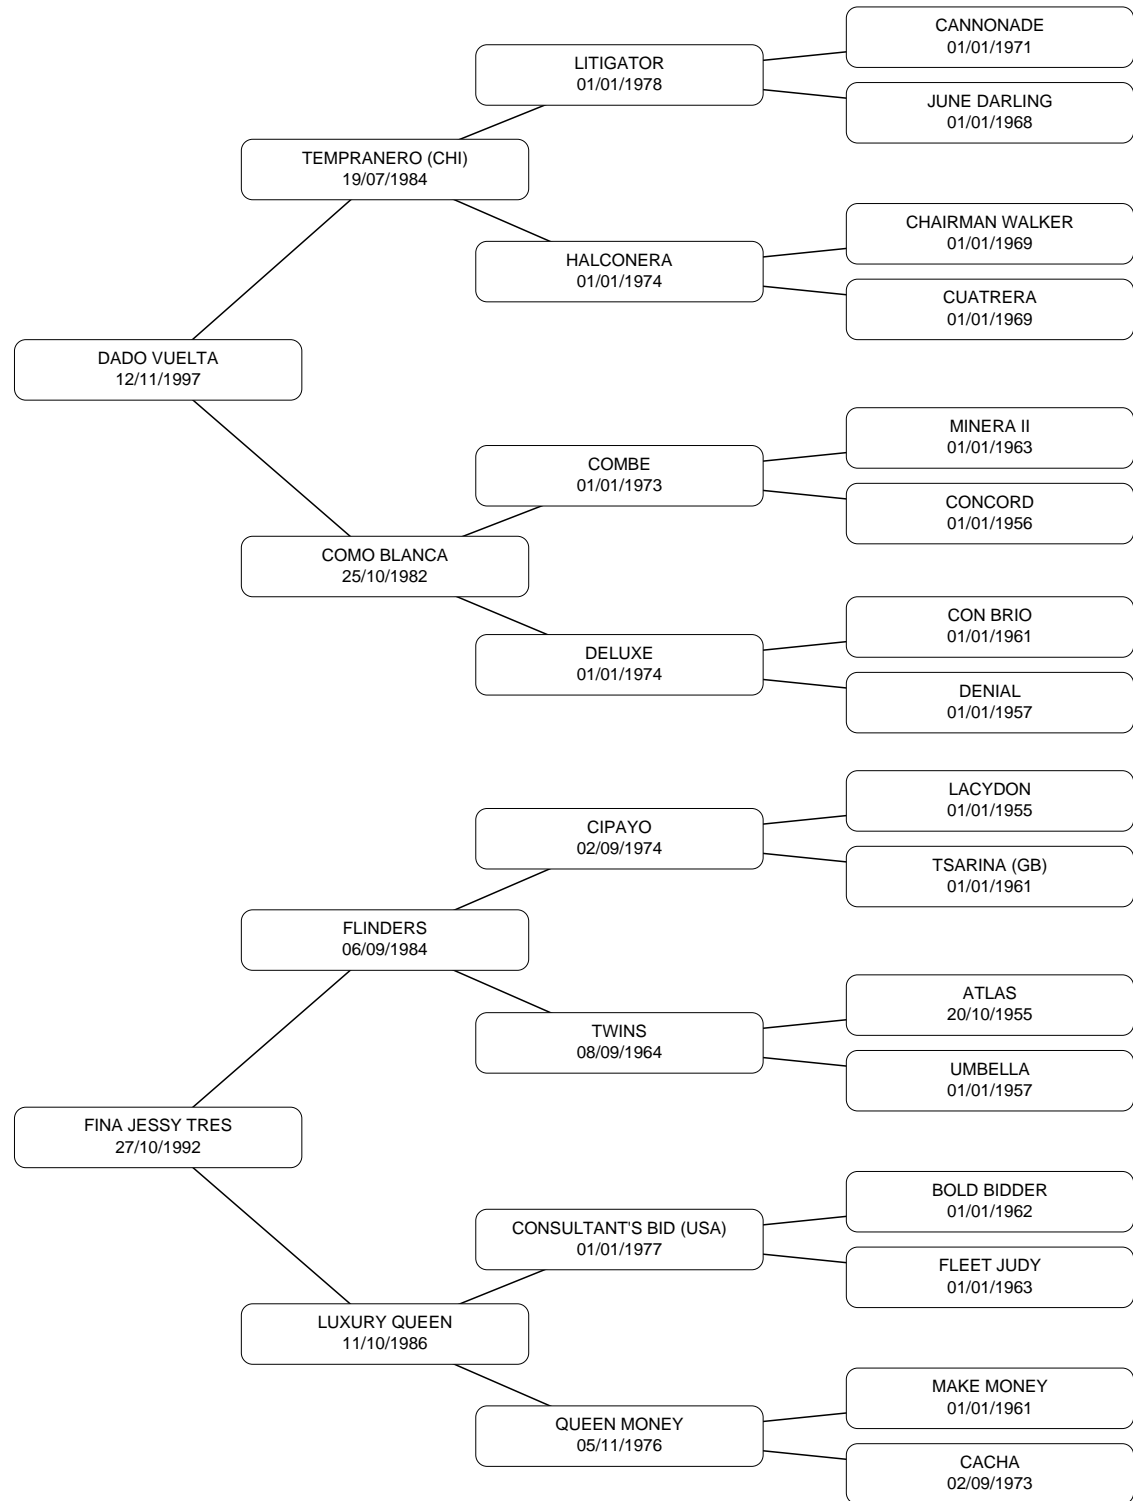 CANNONADE
01/01/1971
LITIGATOR
01/01/1978
JUNE DARLING
01/01/1968
TEMPRANERO (CHI)
19/07/1984
CHAIRMAN WALKER
01/01/1969
HALCONERA
01/01/1974
CUATRERA
01/01/1969
DADO VUELTA
12/11/1997
MINERA II
01/01/1963
COMBE
01/01/1973
CONCORD
01/01/1956
COMO BLANCA
25/10/1982
CON BRIO
01/01/1961
DELUXE
01/01/1974
DENIAL
01/01/1957
LACYDON
01/01/1955
CIPAYO
02/09/1974
TSARINA (GB)
01/01/1961
FLINDERS
06/09/1984
ATLAS
20/10/1955
TWINS
08/09/1964
UMBELLA
01/01/1957
FINA JESSY TRES
27/10/1992
BOLD BIDDER
01/01/1962
CONSULTANT'S BID (USA)
01/01/1977
FLEET JUDY
01/01/1963
LUXURY QUEEN
11/10/1986
MAKE MONEY
01/01/1961
QUEEN MONEY
05/11/1976
CACHA
02/09/1973